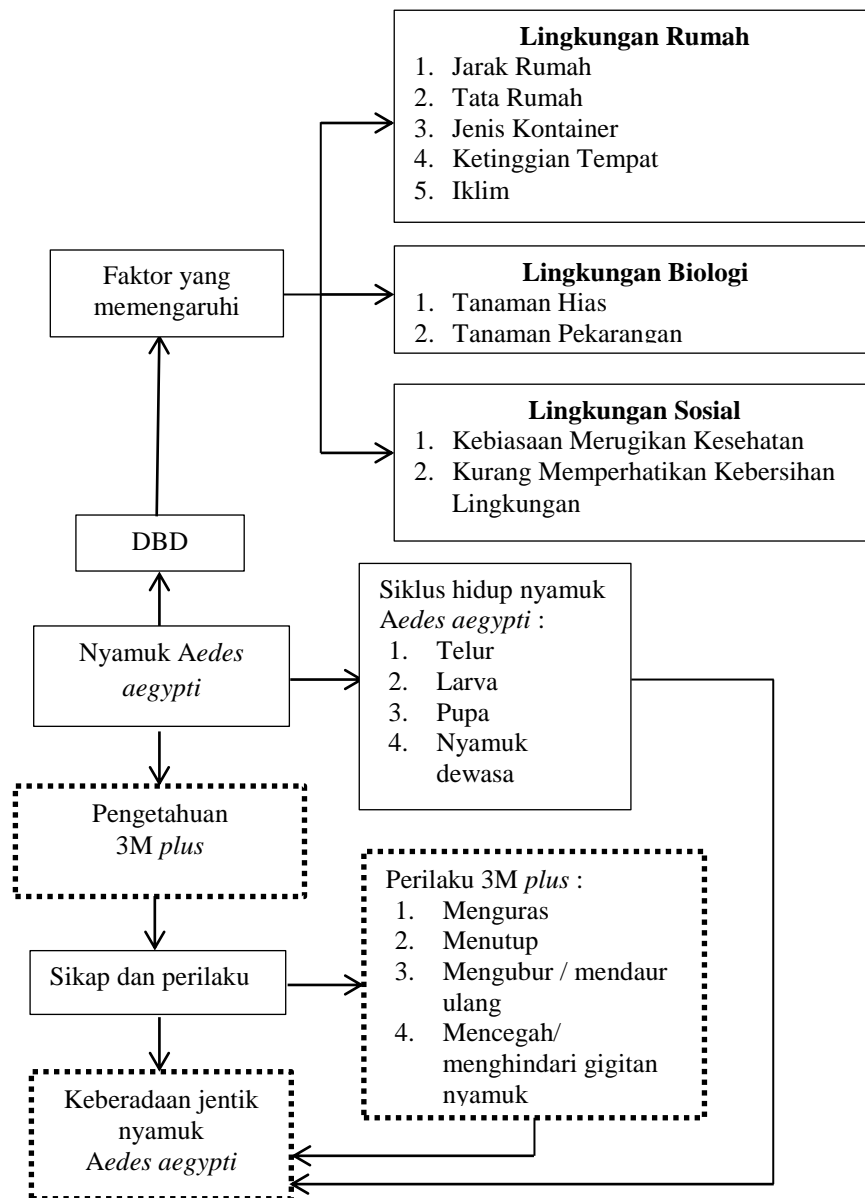 Lingkungan Rumah
1. Jarak Rumah
2. Tata Rumah
3. Jenis Kontainer
4. Ketinggian Tempat
5. Iklim
Faktor yang
memengaruhi
Lingkungan Biologi
1. Tanaman Hias
2. Tanaman Pekarangan
Lingkungan Sosial
1. Kebiasaan Merugikan Kesehatan
2. Kurang Memperhatikan Kebersihan
Lingkungan
DBD
Nyamuk Aedes
aegypti
Siklus hidup nyamuk
Aedes aegypti :
1. Telur
2. Larva
3. Pupa
4. Nyamuk
dewasa
Pengetahuan
3M plus
Sikap dan perilaku
Perilaku 3M plus :
1. Menguras
2. Menutup
3. Mengubur / mendaur
ulang
4. Mencegah/
menghindari gigitan
nyamuk
Keberadaan jentik
nyamuk
Aedes aegypti